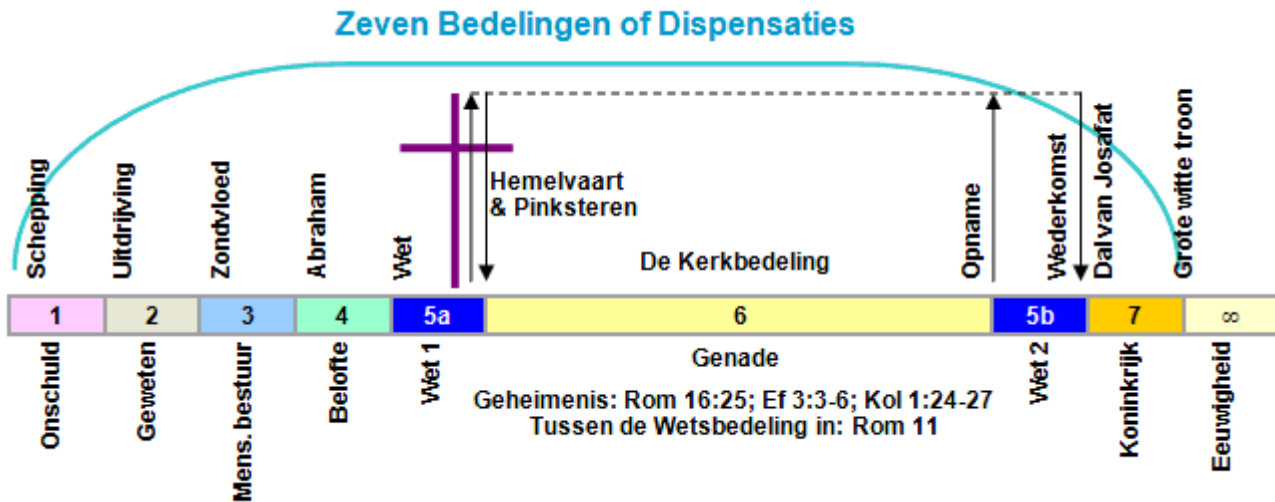 Zeven Bedelingen of Dispensaties
Schepping
Uitdrijving
Zondvloed
Abraham
Wet
Hemelvaart
& Pinksteren
De Kerkbedeling
Opname
Wederkomst
Dal van Josafat
Grote witte troon
1
2
3
4
5a
6
5b
7
∞
Onschuld
Geweten
Mens. bestuur
Belofte
Wet 1
Genade
Geheimenis: Rom 16:25; Ef 3:3-6; Kol 1:24-27
Tussen de Wetsbedeling in: Rom 11
Wet 2
Koninkrijk
Eeuwigheid